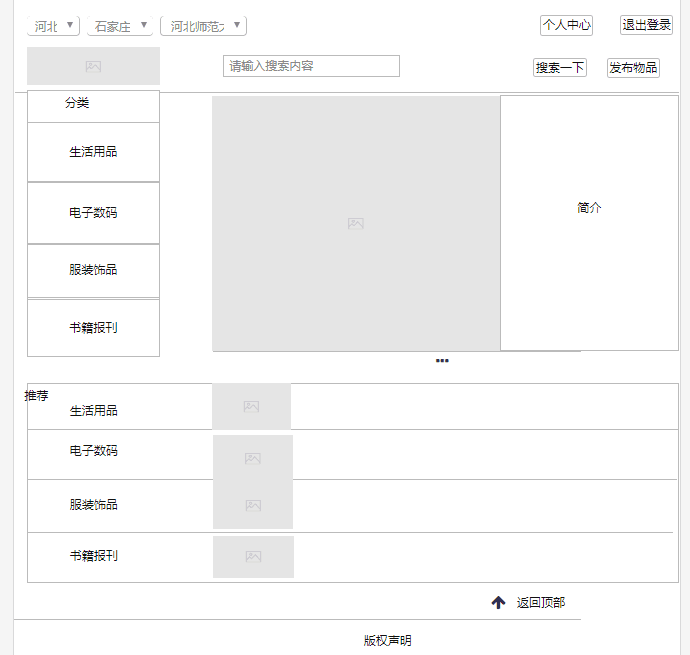 河北 石家庄 河北师范 个人中心 退出登录
请输入搜索内容 搜索一下 发布物品
分类
生活用品
电子数码
服装饰品
书籍报刊
简介
推荐
生活用品
电子数码
服装饰品
书籍报刊
返回顶部
版权声明